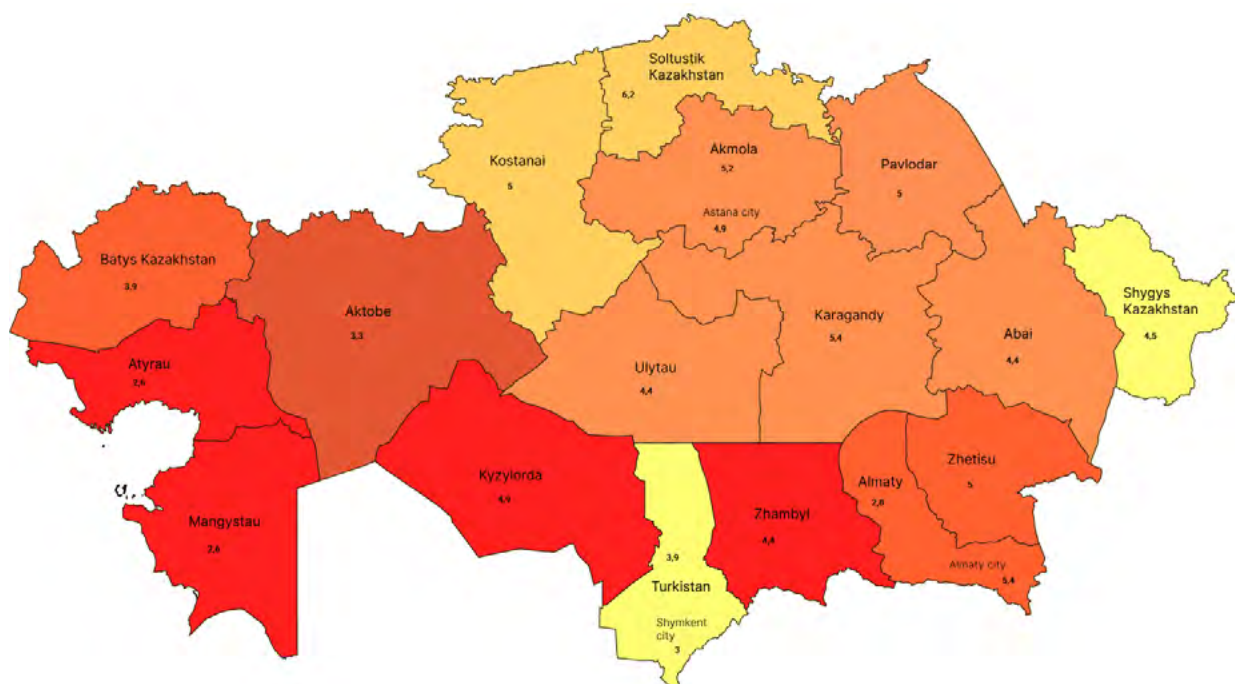 Soltustik
Kazakhstan
6,2
Kostanai
5
Akmola
5,2
Astana city
4,9
Pavlodar
5
Batys Kazakhstan
3,9
Aktobe
3,3
Atyrau
2,6
Mangystau
2,6
Kyzylorda
4,9
Ulytau
4,4
Karagandy
5,4
Abai
4,4
Shygys
Kazakhstan
4,5
Zhetisu
5
Almaty
2,8
Almaty city
5,4
Zhambyl
4,4
3,9
Turkistan
Shymkent
city
3